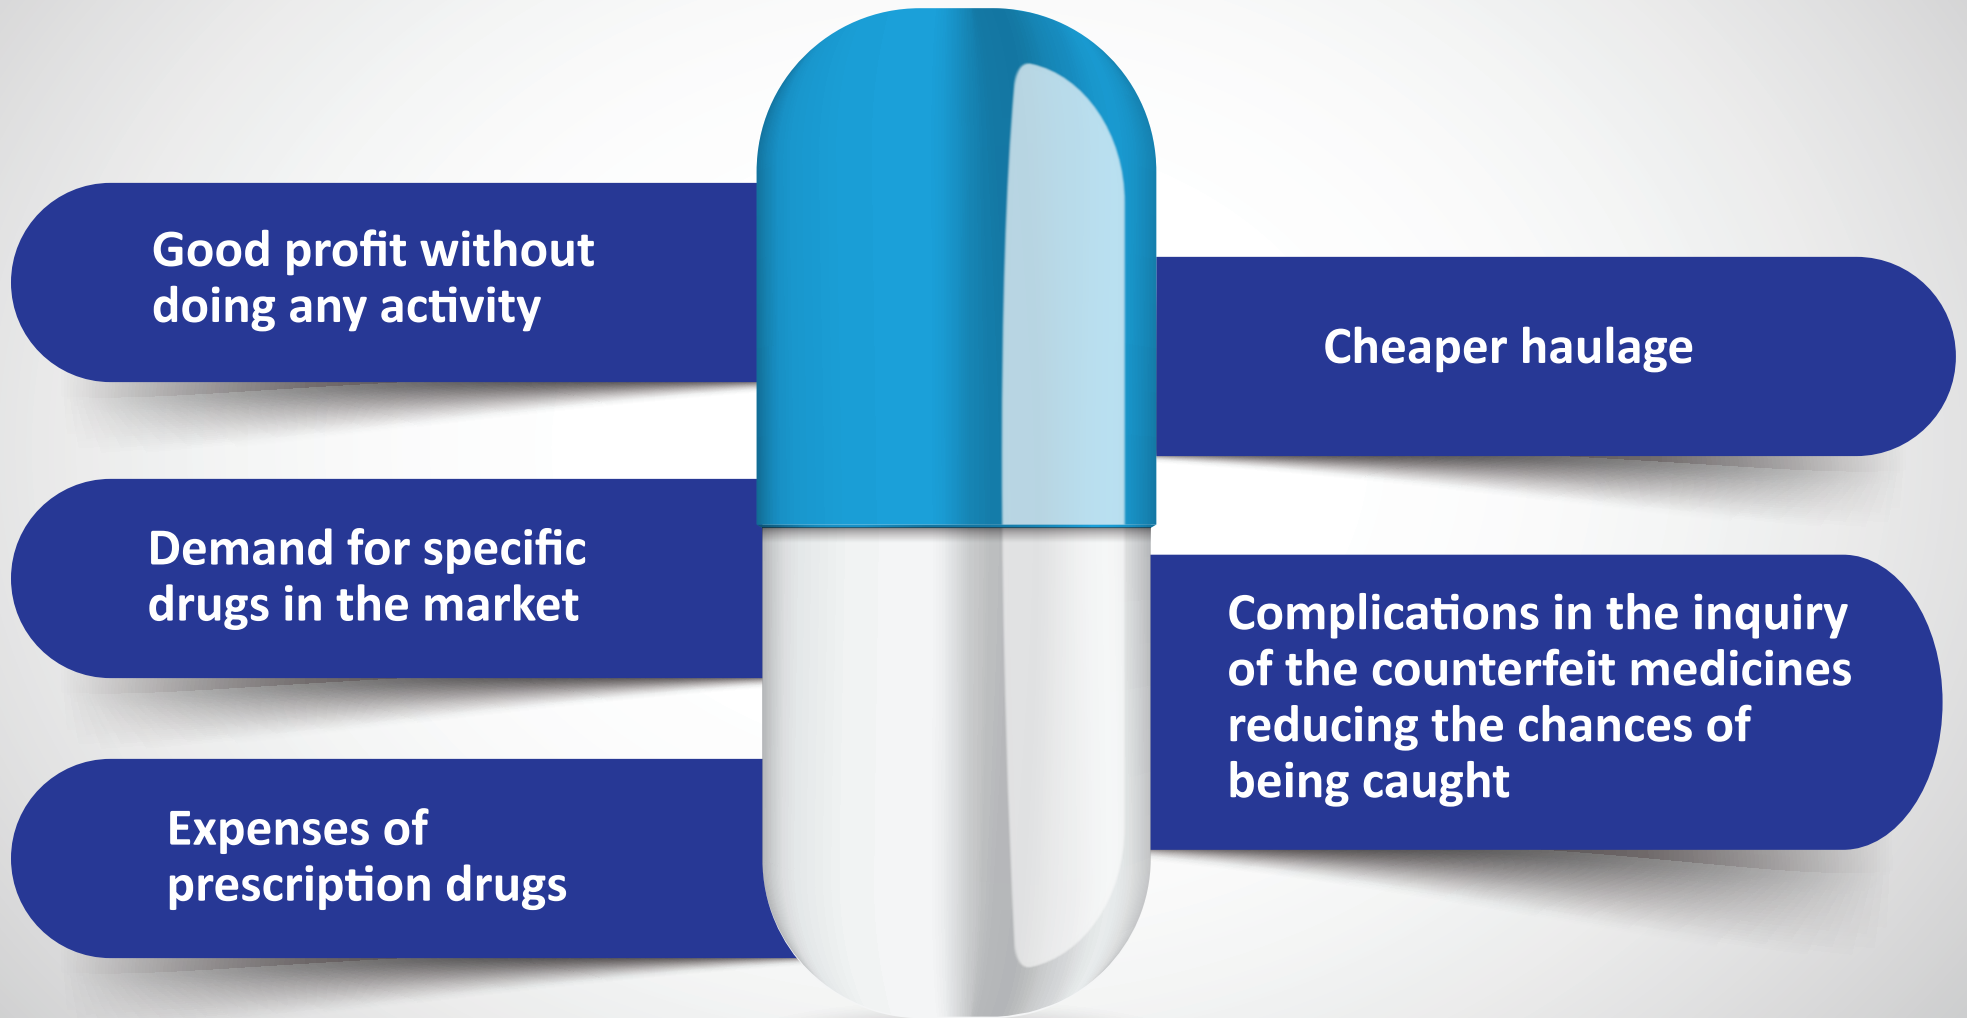 Good profit without
doing any activity
Demand for specific
drugs in the market
Expenses of
prescription drugs
Cheaper haulage
Complications in the inquiry
of the counterfeit medicines
reducing the chances of
being caught